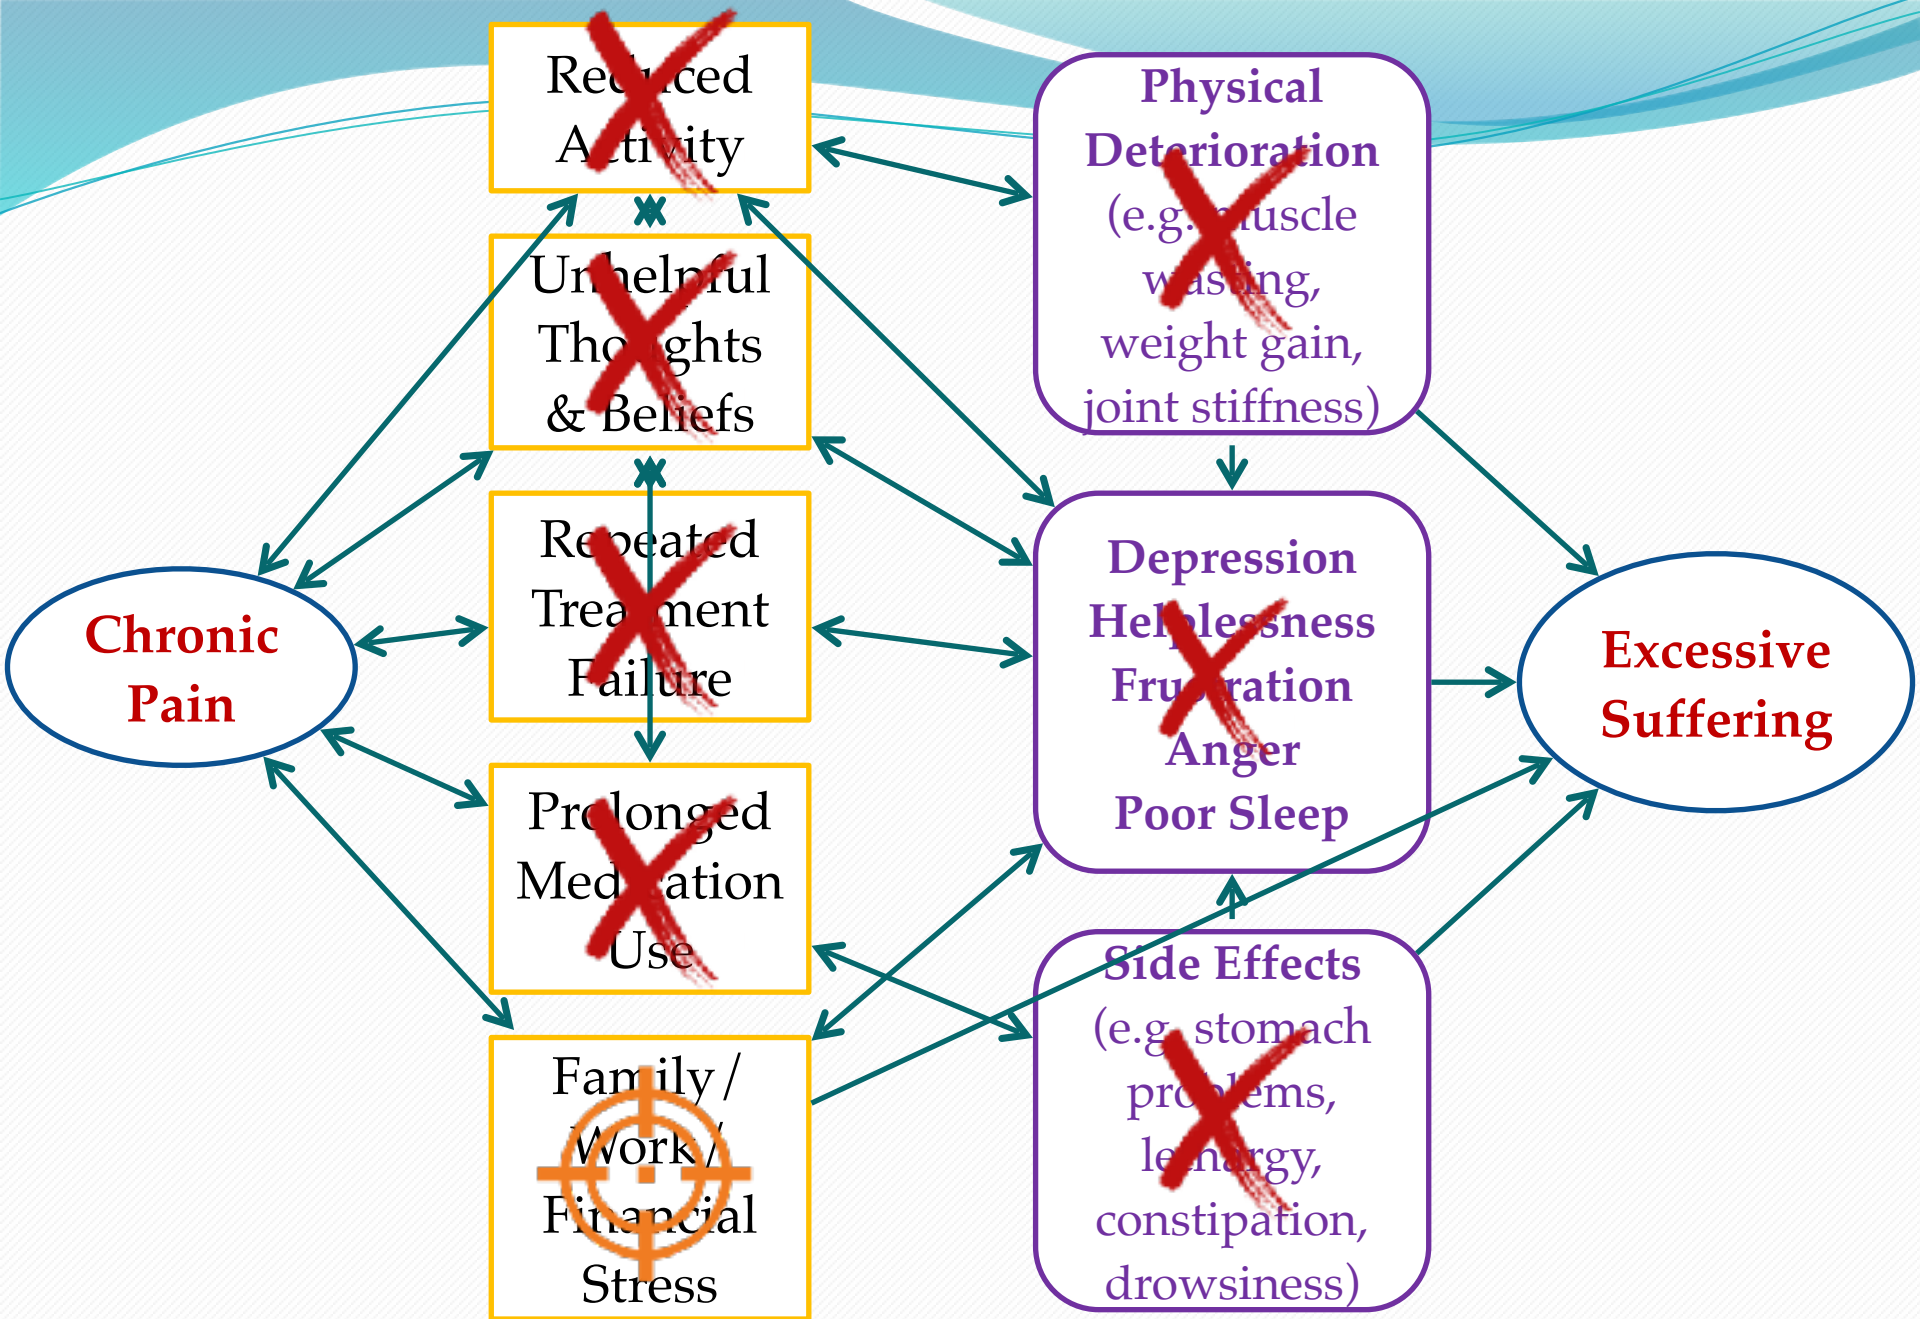 Reduced
Activity
Unhelpful
Thoughts
& Beliefs
Repeated
Treatment
Failure
Prolonged
Medication
Use
Family/
Work/
Financial
Stress
Chronic
Pain
Physical
Deterioration
(e.g. muscle
wasting,
weight gain,
joint stiffness)
Depression
Helplessness
Frustration
Anger
Poor Sleep
Side Effects
(e.g. stomach
problems,
lethargy,
constipation,
drowsiness)
Excessive
Suffering